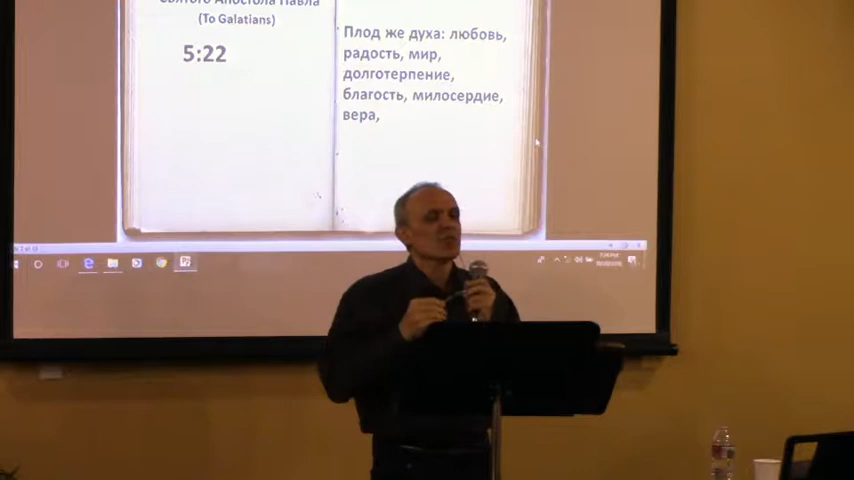 Святого Апостола Павла
(To Galatians)
5:22
Плод же духа: любовь,
радость, мир,
долготерпение,
благость, милосердие,
вера,